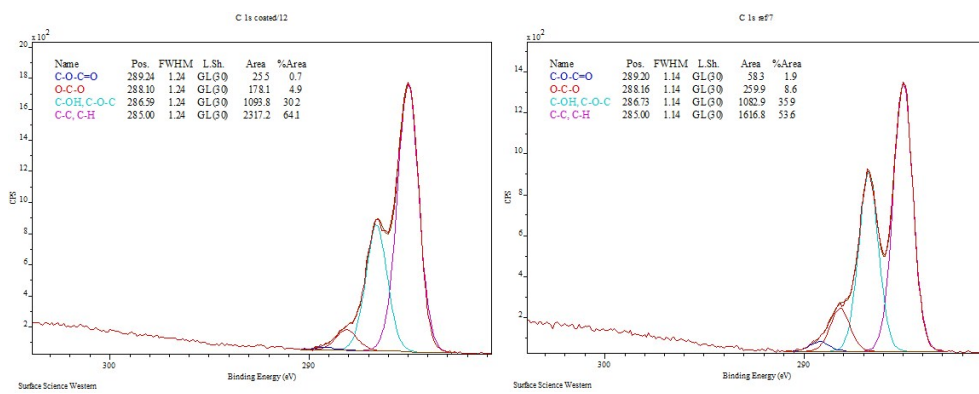 C 1s coated/12
x 10²
20
18
16
14
12
10
8
6
4
2
CPS
Name Pos. FWHM L.Sh. Area %Area
C-O-C=O 289.24 1.24 GL(30) 25.5 0.7
O-C-O 288.10 1.24 GL(30) 178.1 4.9
C-OH, C-O-C 286.59 1.24 GL(30) 1093.8 30.2
C-C, C-H 285.00 1.24 GL(30) 2317.2 64.1
300 290
Binding Energy (eV)
Surface Science Western
C 1s ref/7
x 10²
14
12
10
8
6
4
2
CPS
Name Pos. FWHM L.Sh. Area %Area
C-O-C=O 289.20 1.14 GL(30) 58.3 1.9
O-C-O 288.16 1.14 GL(30) 259.9 8.6
C-OH, C-O-C 286.73 1.14 GL(30) 1082.9 35.9
C-C, C-H 285.00 1.14 GL(30) 1616.8 53.6
300 290
Binding Energy (eV)
Surface Science Western